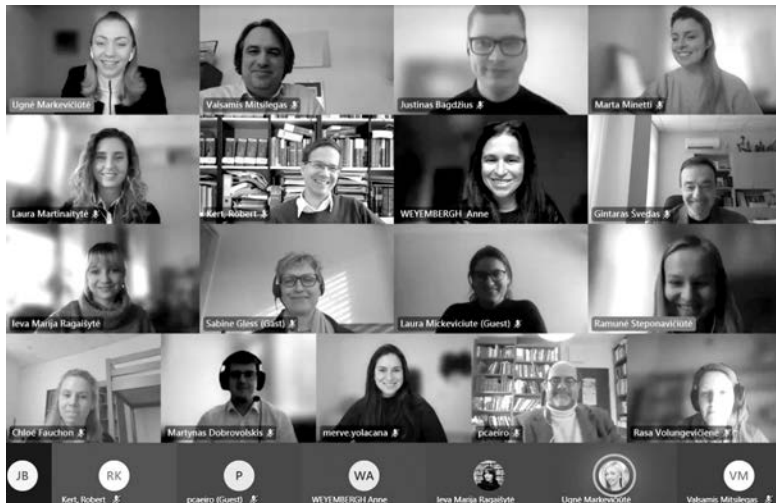 Ugnė Markevičiūtė
Valsamis Mitsilegas
Justinas Bagdžius
Marta Minetti
Laura Martinaitytė
Kert, Róbert
WEYEMBERGH Anne
Gintaras Švedas
Ieva Marija Ragaišytė
Sabine Gless (Gast)
Laura Mickeviciute (Guest)
Ramunė Steponavičiūtė
Chloé Fauchon
Martynas Dobrovolskis
merve.yolacana
pcaeiro
Rasa Volungevičienė
JB
RK
P
WA
VM
Kert, Robert
pcaeiro (Guest)
WEYEMBERGH Anne
Ieva Marija Ragaišytė
Ugnė Markevičiūtė
Valsamis Mitsilegas